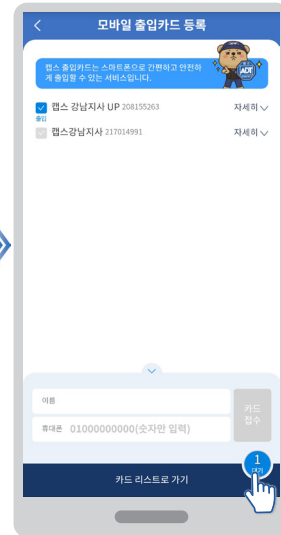 모바일 출입카드 등록
캡스 출입카드는 스마트폰으로 간편하고 안전하
게 출입할 수 있는 서비스입니다.
ADT
캡스 강남지사 UP 208155263 자세히
출입
캡스강남지사 217014991 자세히
이름
휴대폰 01000000000(숫자만 입력)
카드
접수
1
대기
카드 리스트로 가기